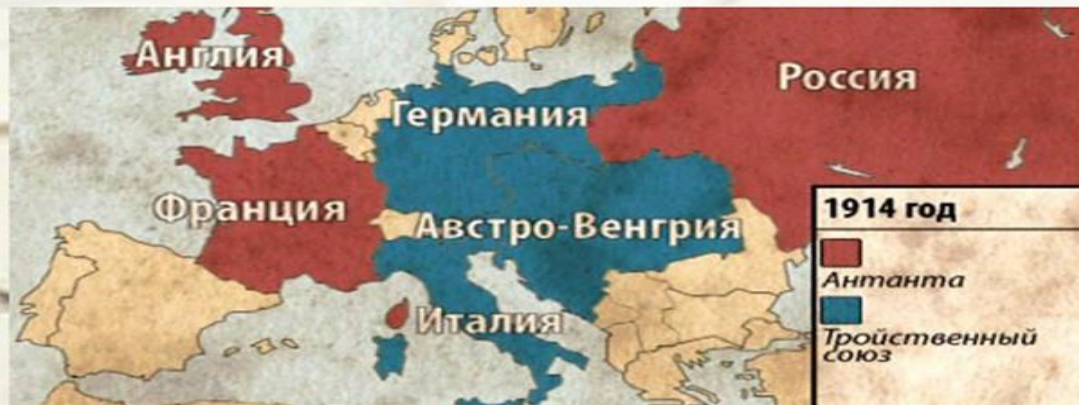 Англия
Россия
Германия
Франция
Австро-Венгрия
Италия
1914 год
Антанта
Тройственный
союз